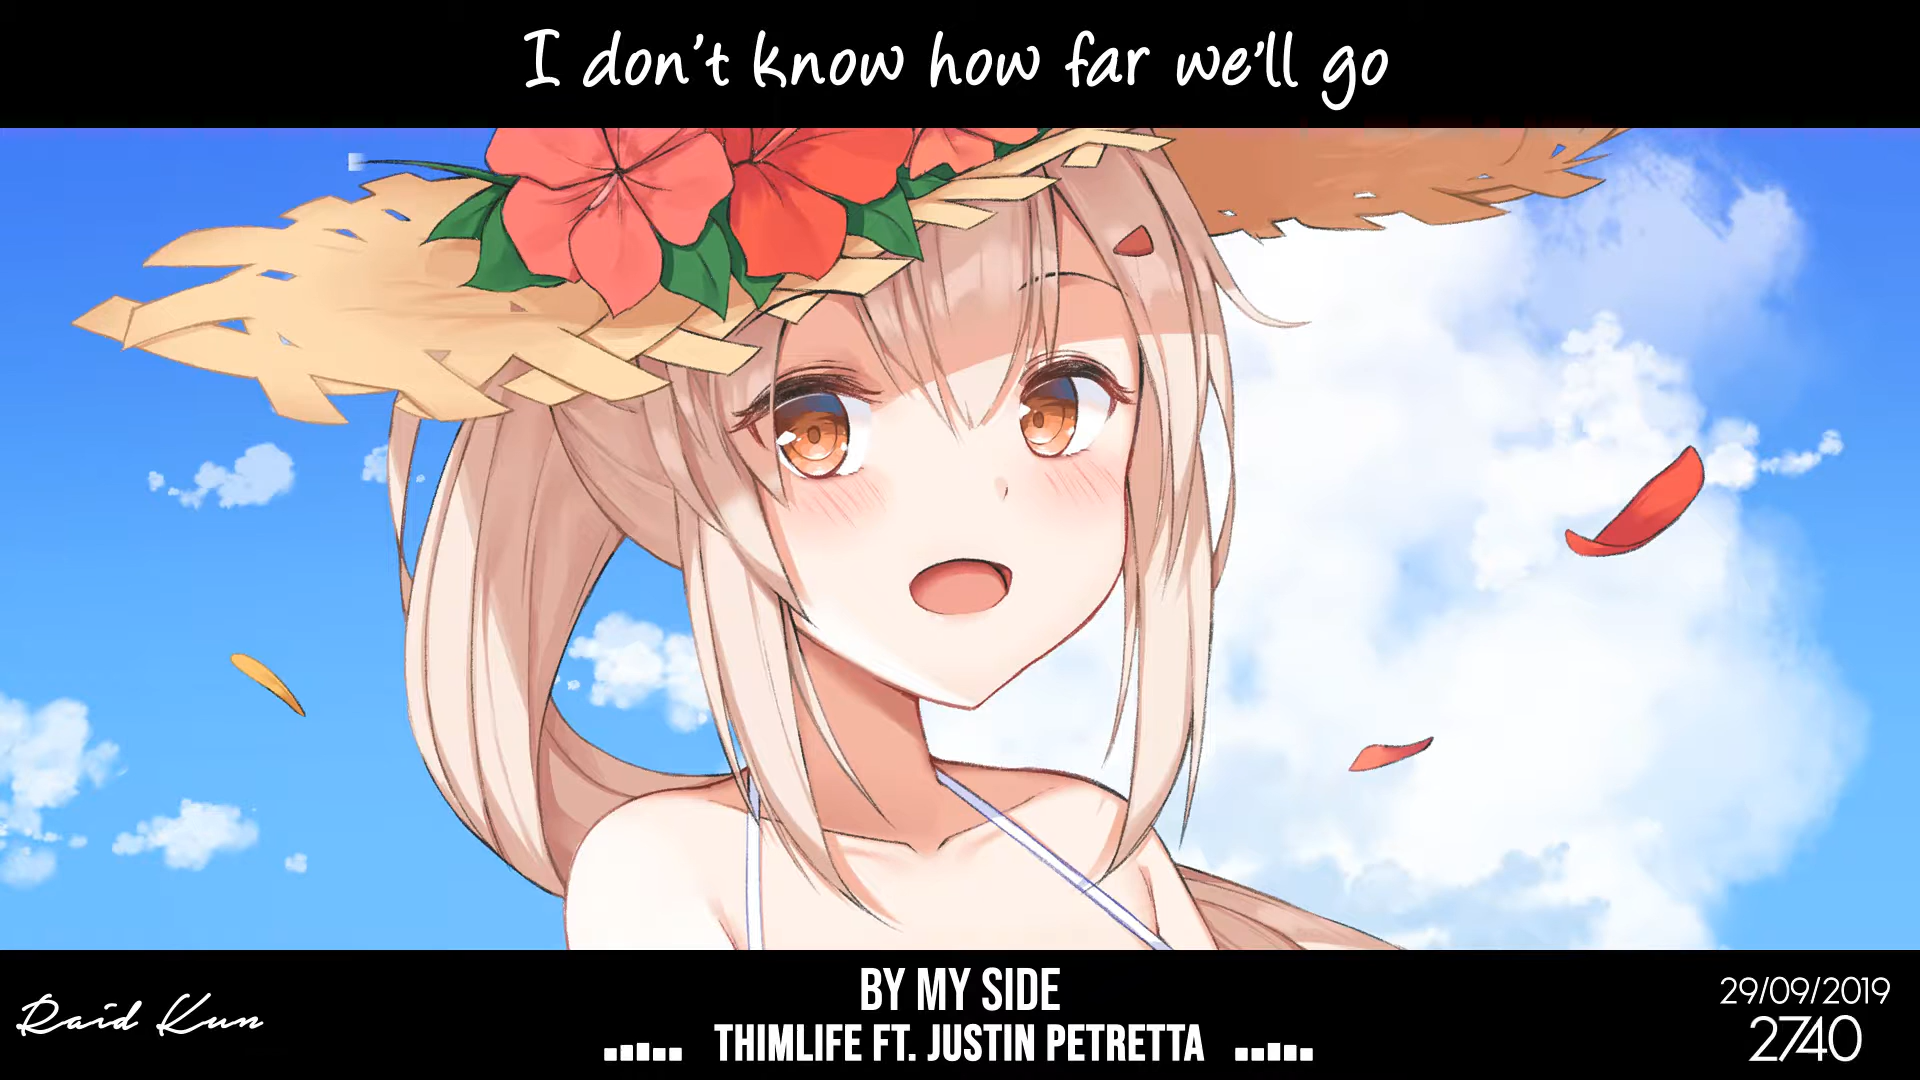 I don't know how far we'll go
BY MY SIDE
THIMLIFE FT. JUSTIN PETRETTA
Raid Kun
29/09/2019
2740